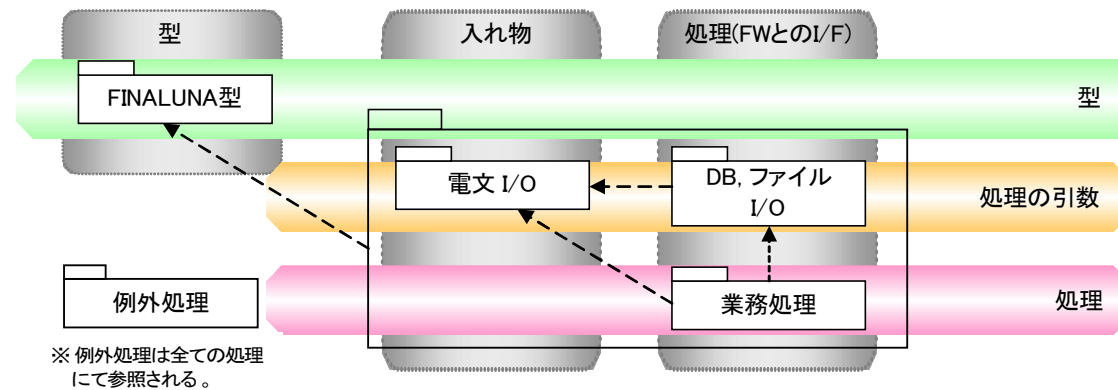 型
入れ物
処理(FWとのI/F)
FINALUNA型
型
電文 I/O
DB, ファイル
I/O
処理の引数
例外処理
業務処理
処理
※ 例外処理は全ての処理
にて参照される。